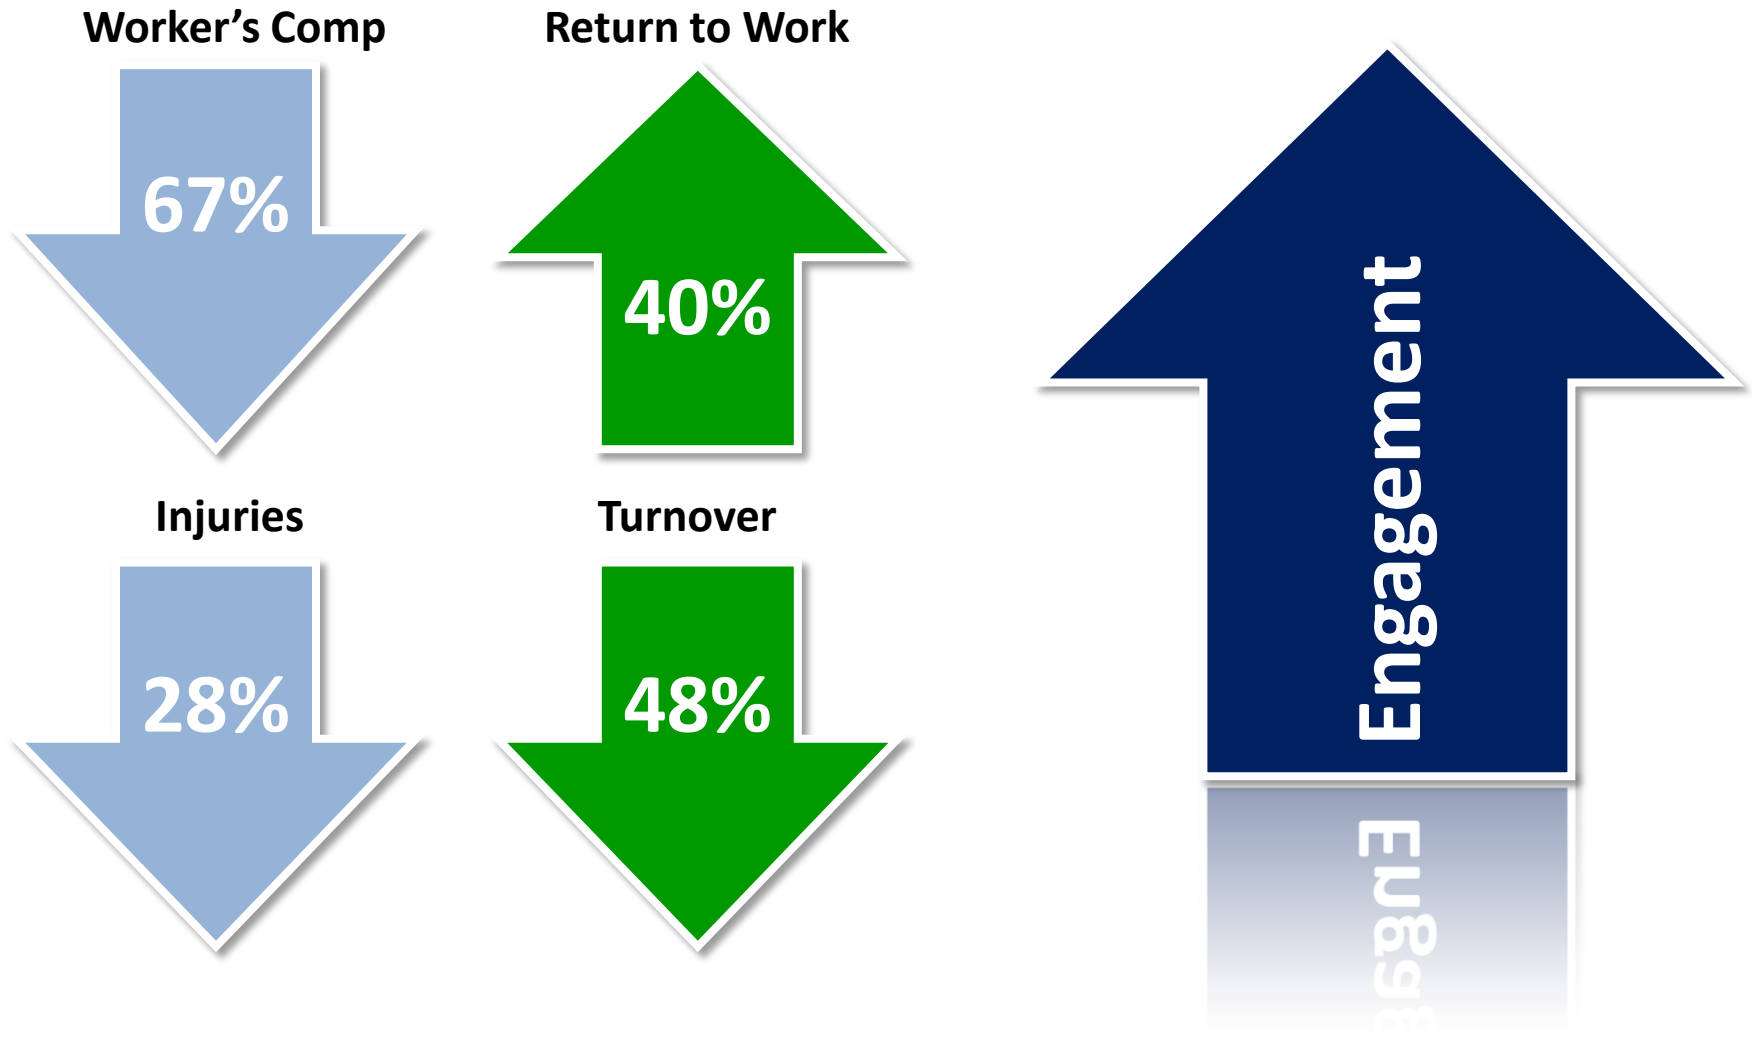 Worker's Comp
67%
Return to Work
40%
Injuries
28%
Turnover
48%
Engagement